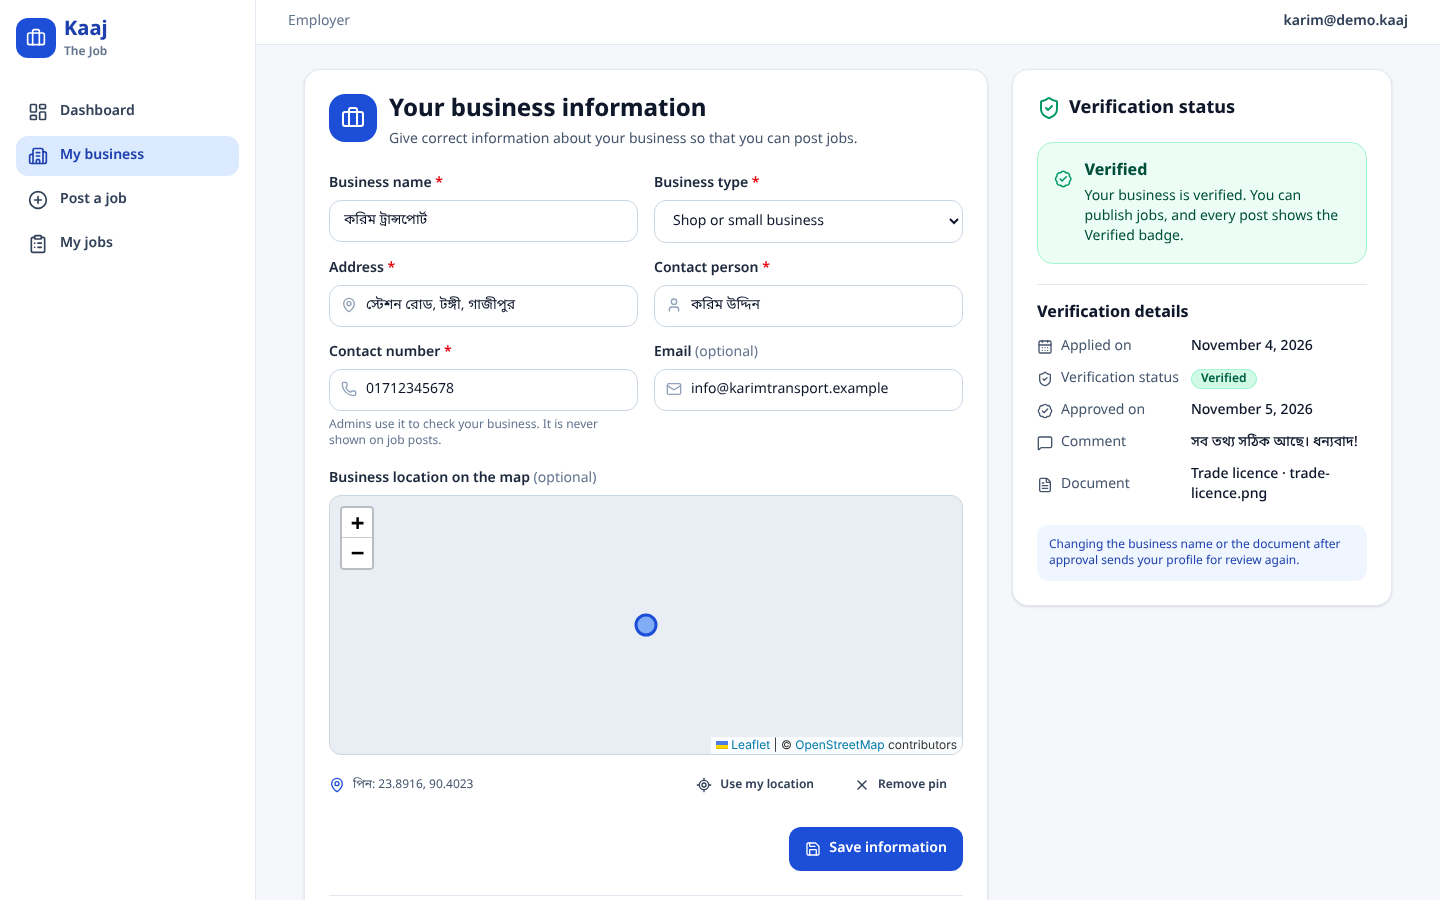 Kaaj
The Job
Dashboard
My business
Post a job
My jobs
Employer
karim@demo.kaaj
Your business information
Give correct information about your business so that you can post jobs.
Business name *
করিম ট্রান্সপোর্ট
Business type *
Shop or small business
Address *
স্টেশন রোড, টঙ্গী, গাজীপুর
Contact person *
করিম উদ্দিন
Contact number *
01712345678
Admins use it to check your business. It is never
shown on job posts.
Email (optional)
info@karimtransport.example
Business location on the map (optional)
+
−
Leaflet | © OpenStreetMap contributors
পিন: 23.8916, 90.4023
Use my location
Remove pin
Save information
Verification status
Verified
Your business is verified. You can
publish jobs, and every post shows the
Verified badge.
Verification details
Applied on November 4, 2026
Verification status Verified
Approved on November 5, 2026
Comment সব তথ্য সঠিক আছে। ধন্যবাদ!
Document Trade licence · trade-
licence.png
Changing the business name or the document after
approval sends your profile for review again.